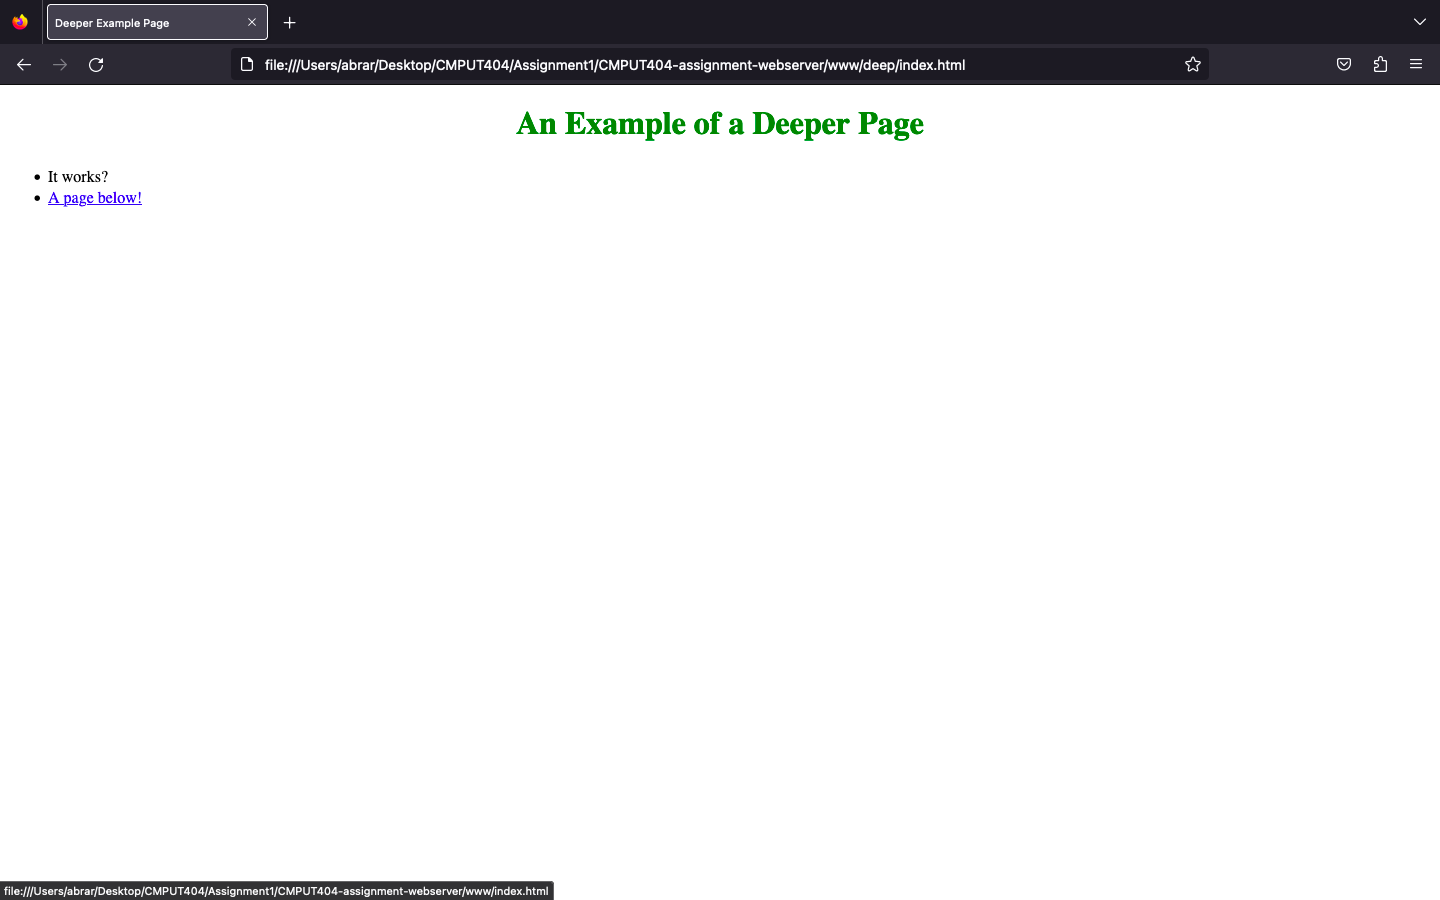 Deeper Example Page
file:///Users/abrar/Desktop/CMPUT404/Assignment1/CMPUT404-assignment-webserver/www/deep/index.html
An Example of a Deeper Page
It works?
A page below!
file:///Users/abrar/Desktop/CMPUT404/Assignment1/CMPUT404-assignment-webserver/www/index.html